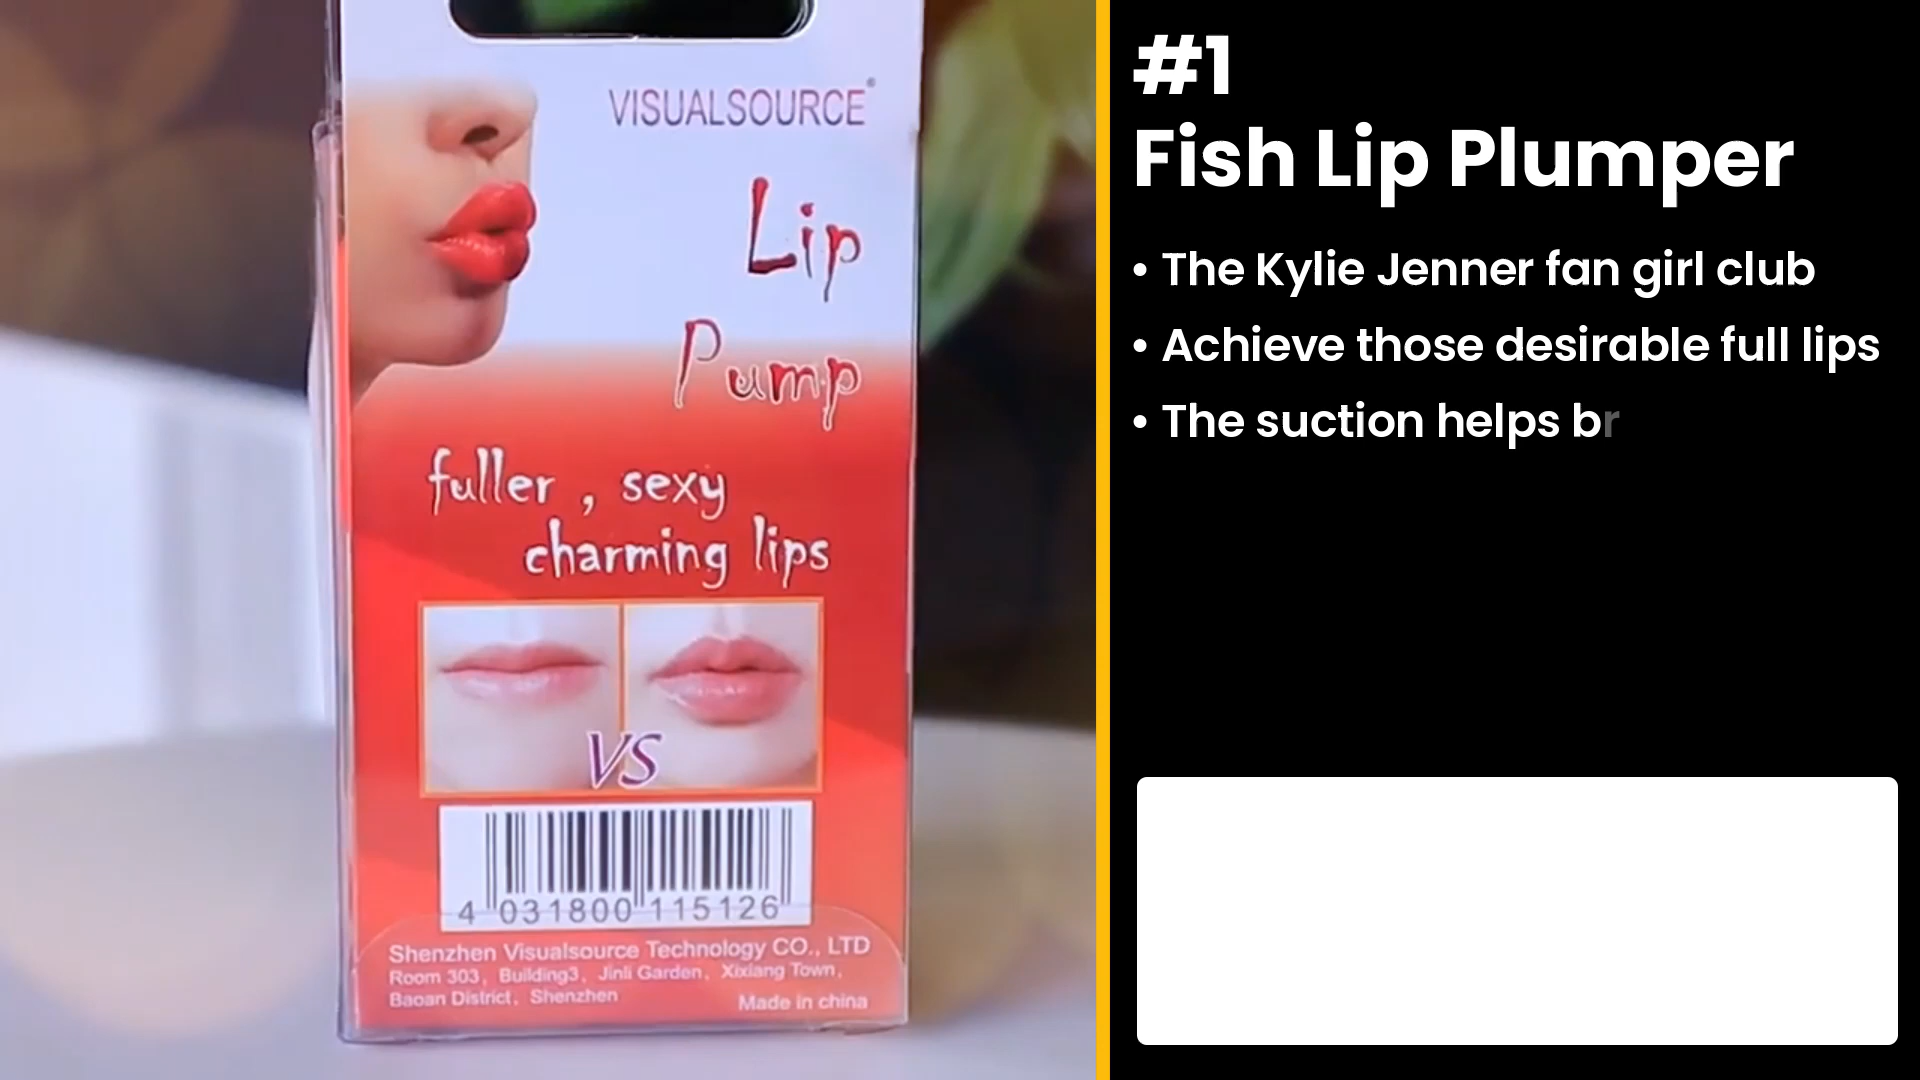 VISUALSOURCE®
Lip
Pump
fuller , sexy
charming lips
VS
4 031800 115126
Shenzhen Visualsource Technology CO., LTD
Room 303, Building3, Jinli Garden, Xixiang Town,
Baoan District, Shenzhen
Made in china
#1
Fish Lip Plumper
• The Kylie Jenner fan girl club
• Achieve those desirable full lips
• The suction helps br